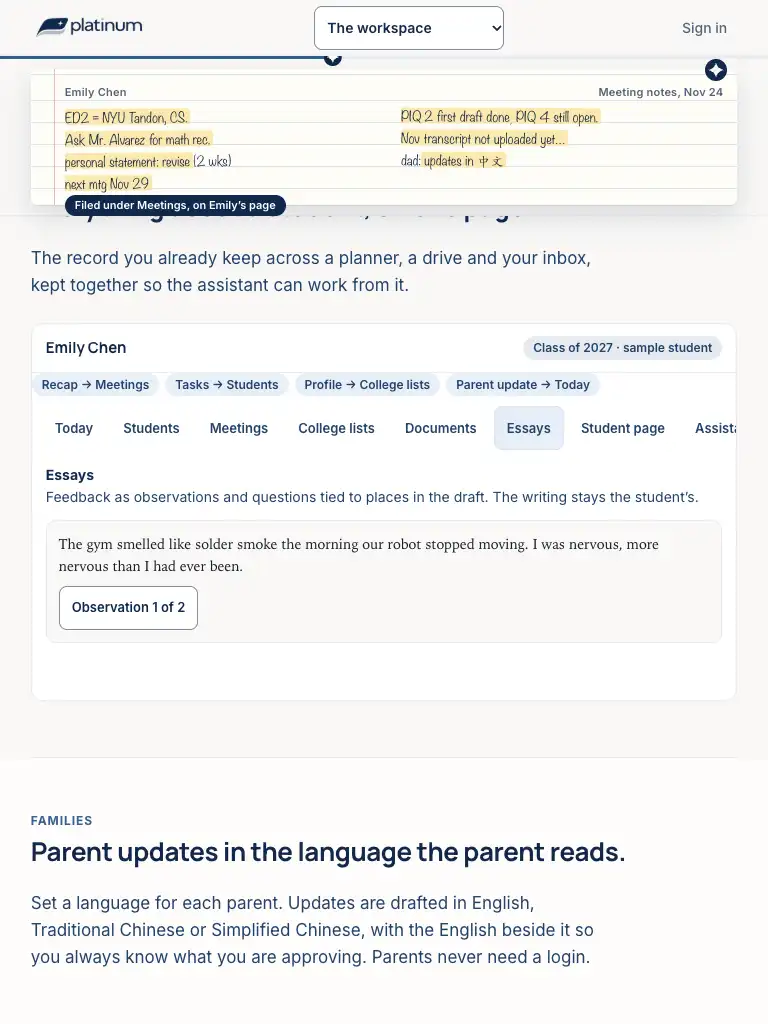 platinum
The workspace
Sign in
Emily Chen
Meeting notes, Nov 24
ED2 = NYU Tandon, CS.
Ask Mr. Alvarez for math rec.
personal statement: revise (2 wks)
next mtg Nov 29
PIQ 2 first draft done, PIQ 4 still open.
Nov transcript not uploaded yet...
dad: updates in 中文
Filed under Meetings, on Emily's page
The record you already keep across a planner, a drive and your inbox,
kept together so the assistant can work from it.
Emily Chen
Class of 2027 · sample student
Recap → Meetings
Tasks → Students
Profile → College lists
Parent update → Today
Today
Students
Meetings
College lists
Documents
Essays
Student page
Essays
Feedback as observations and questions tied to places in the draft. The writing stays the student's.
The gym smelled like solder smoke the morning our robot stopped moving. I was nervous, more
nervous than I had ever been.
Observation 1 of 2
FAMILIES
Parent updates in the language the parent reads.
Set a language for each parent. Updates are drafted in English,
Traditional Chinese or Simplified Chinese, with the English beside it so
you always know what you are approving. Parents never need a login.